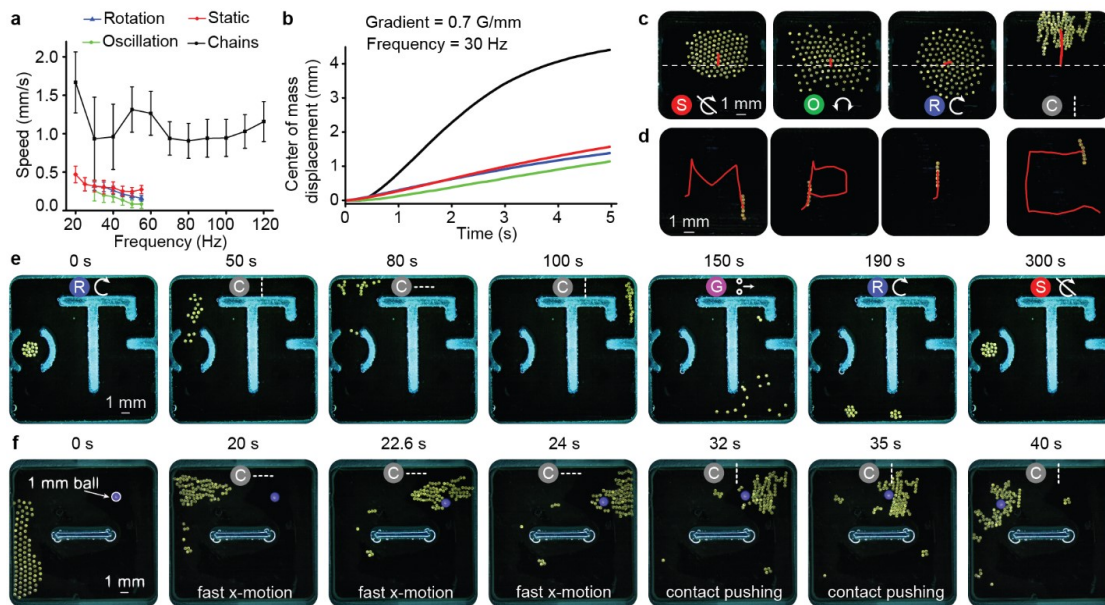 a
Rotation Static
Oscillation Chains
Speed (mm/s)
2.0
1.5
1.0
0.5
0.0
20 40 60 80 100 120
Frequency (Hz)
b
Gradient = 0.7 G/mm
Frequency = 30 Hz
Center of mass
displacement (mm)
4
3
2
1
0
0 1 2 3 4 5
Time (s)
c
S 1 mm O R C
d
1 mm
e
0 s 50 s 80 s 100 s 150 s 190 s 300 s
R C C C G R S
1 mm
f
0 s 20 s 22.6 s 24 s 32 s 35 s 40 s
C C C C C C
1 mm ball
1 mm
fast x-motion fast x-motion fast x-motion contact pushing contact pushing